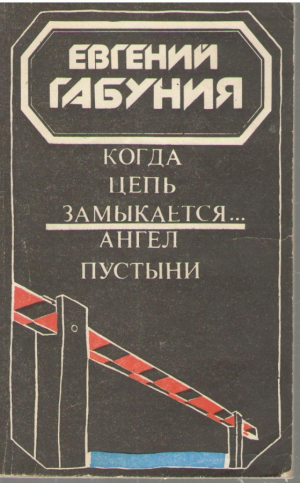 ЕВГЕНИЙ
ГАБУНИЯ
КОГДА
ЦЕПЬ
ЗАМЫКАЕТСЯ...
АНГЕЛ
ПУСТЫНИ